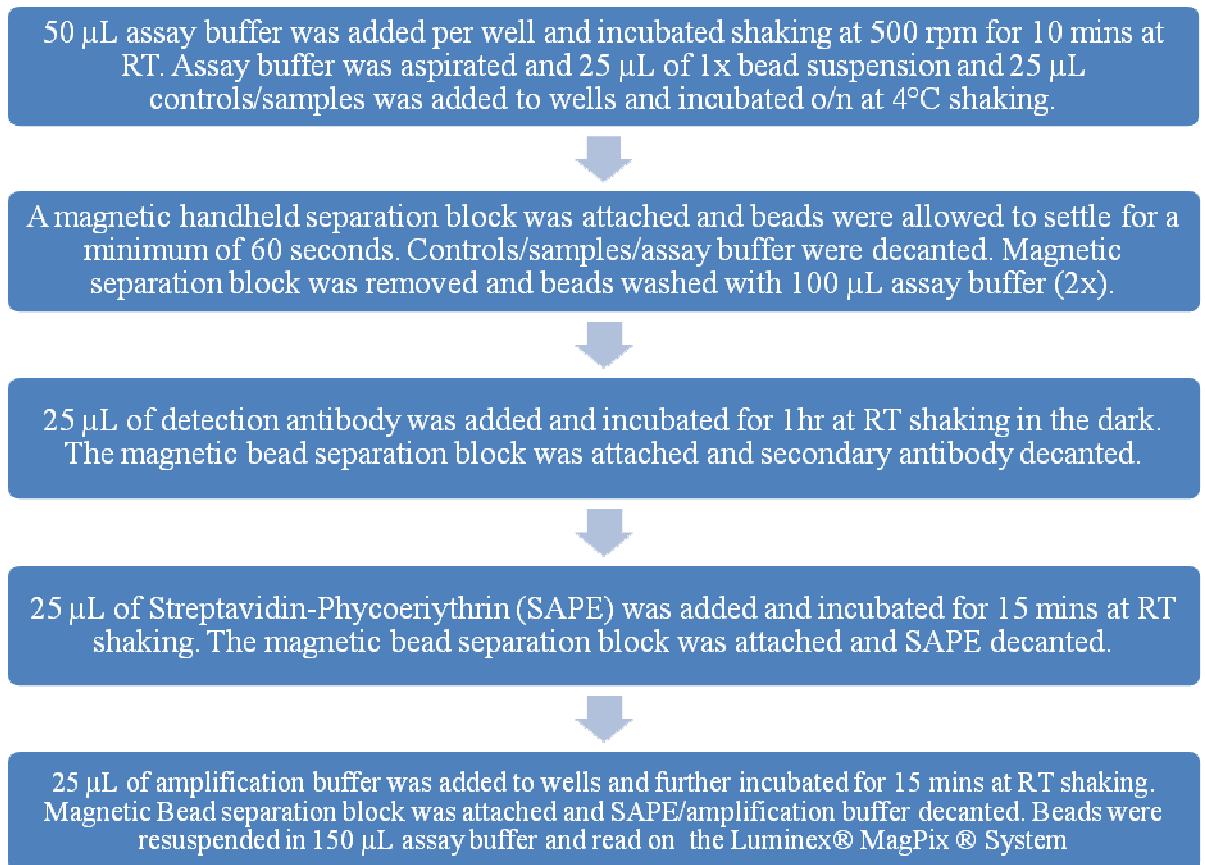 50 µL assay buffer was added per well and incubated shaking at 500 rpm for 10 mins at
RT. Assay buffer was aspirated and 25 µL of 1x bead suspension and 25 µL
controls/samples was added to wells and incubated o/n at 4°C shaking.
A magnetic handheld separation block was attached and beads were allowed to settle for a
minimum of 60 seconds. Controls/samples/assay buffer were decanted. Magnetic
separation block was removed and beads washed with 100 µL assay buffer (2x).
25 µL of detection antibody was added and incubated for 1hr at RT shaking in the dark.
The magnetic bead separation block was attached and secondary antibody decanted.
25 µL of Streptavidin-Phycoeriythrin (SAPE) was added and incubated for 15 mins at RT
shaking. The magnetic bead separation block was attached and SAPE decanted.
25 µL of amplification buffer was added to wells and further incubated for 15 mins at RT shaking.
Magnetic Bead separation block was attached and SAPE/amplification buffer decanted. Beads were
resuspended in 150 µL assay buffer and read on the Luminex® MagPix ® System